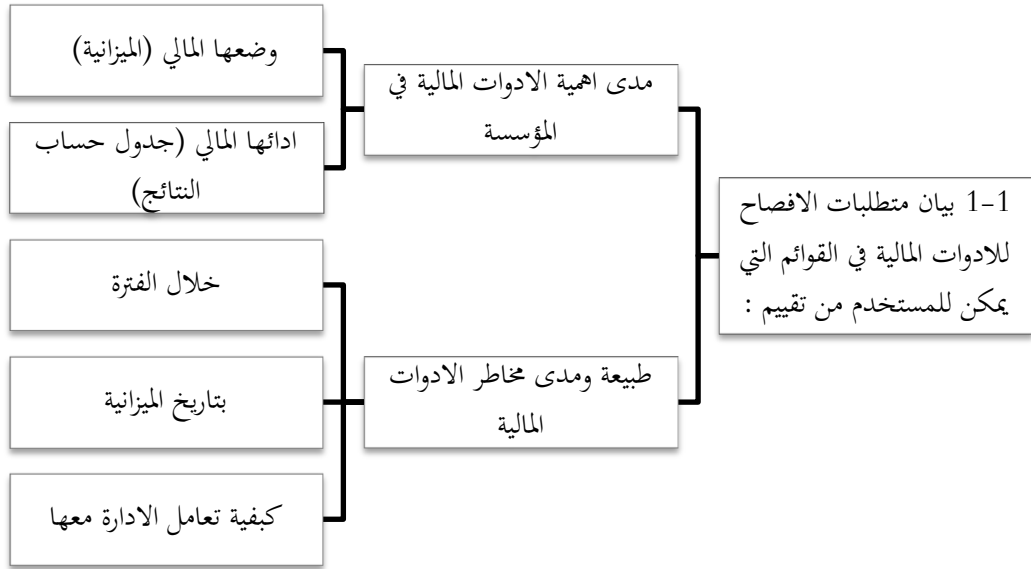 1-1 بيان متطلبات الافصاح
للادوات المالية في القوائم التي
يمكن للمستخدم من تقييم :
مدى اهمية الادوات المالية في
المؤسسة
وضعها المالي (الميزانية)
ادائها المالي (جدول حساب
النتائج)
طبيعة ومدى مخاطر الادوات
المالية
خلال الفترة
بتاريخ الميزانية
كبفية تعامل الادارة معها